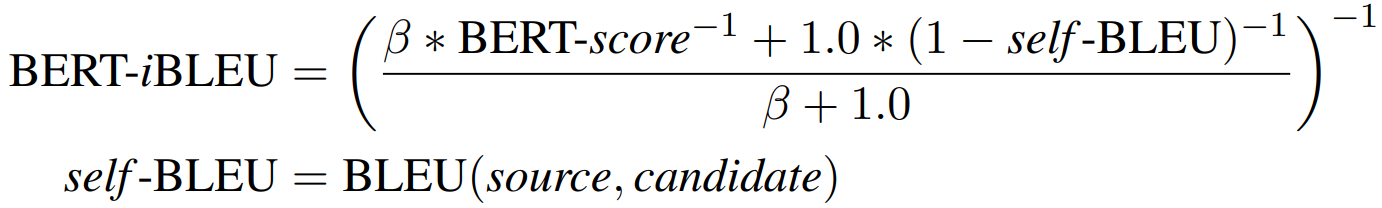 BERT-iBLEU = ( (β ∗ BERT-score⁻¹ + 1.0 ∗ (1 − self-BLEU)⁻¹) / (β + 1.0) )⁻¹
self-BLEU = BLEU(source, candidate)